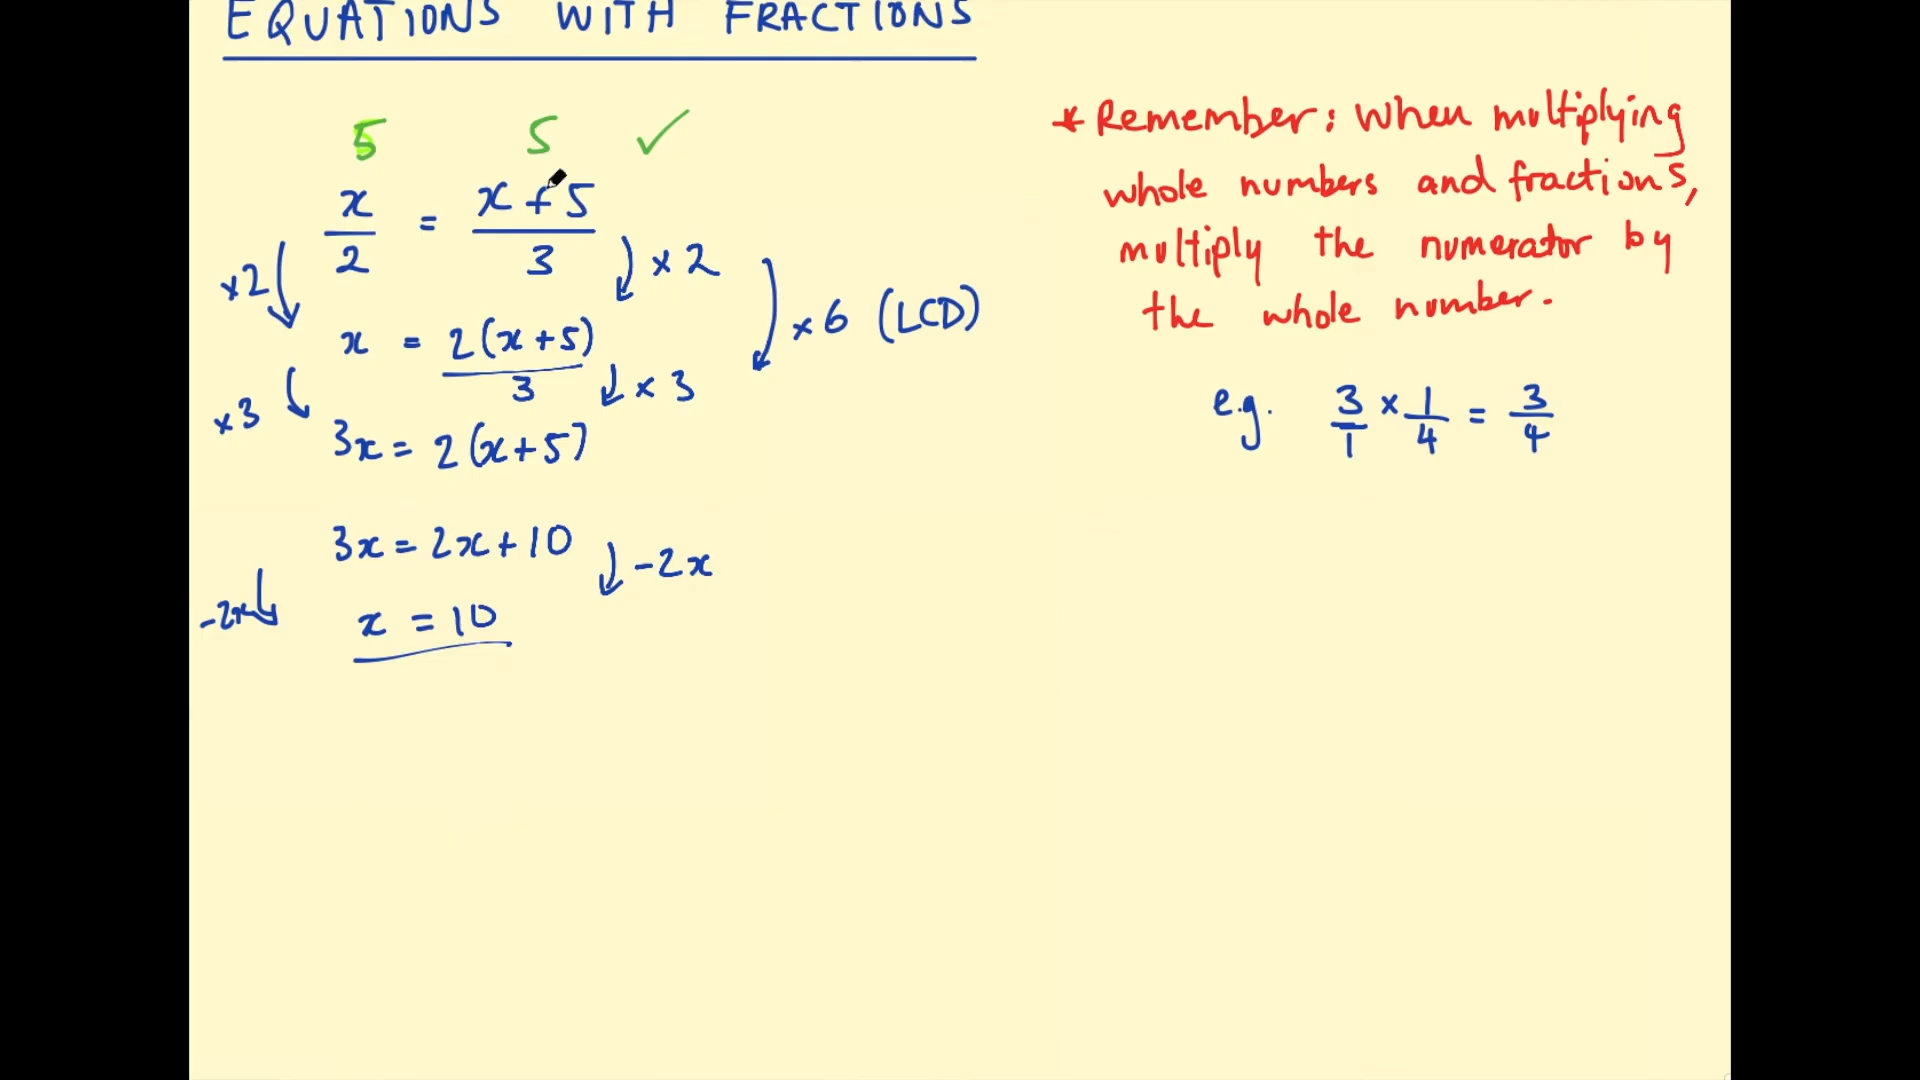 EQUATIONS WITH FRACTIONS
5 5 ✓
x/2 = (x+5)/3
×2 ×2
×6 (LCD)
x = 2(x+5)/3
×3 ×3
3x = 2(x+5)
3x = 2x+10
-2x -2x
x = 10
* Remember: When multiplying
whole numbers and fractions,
multiply the numerator by
the whole number.
e.g. 3/1 × 1/4 = 3/4